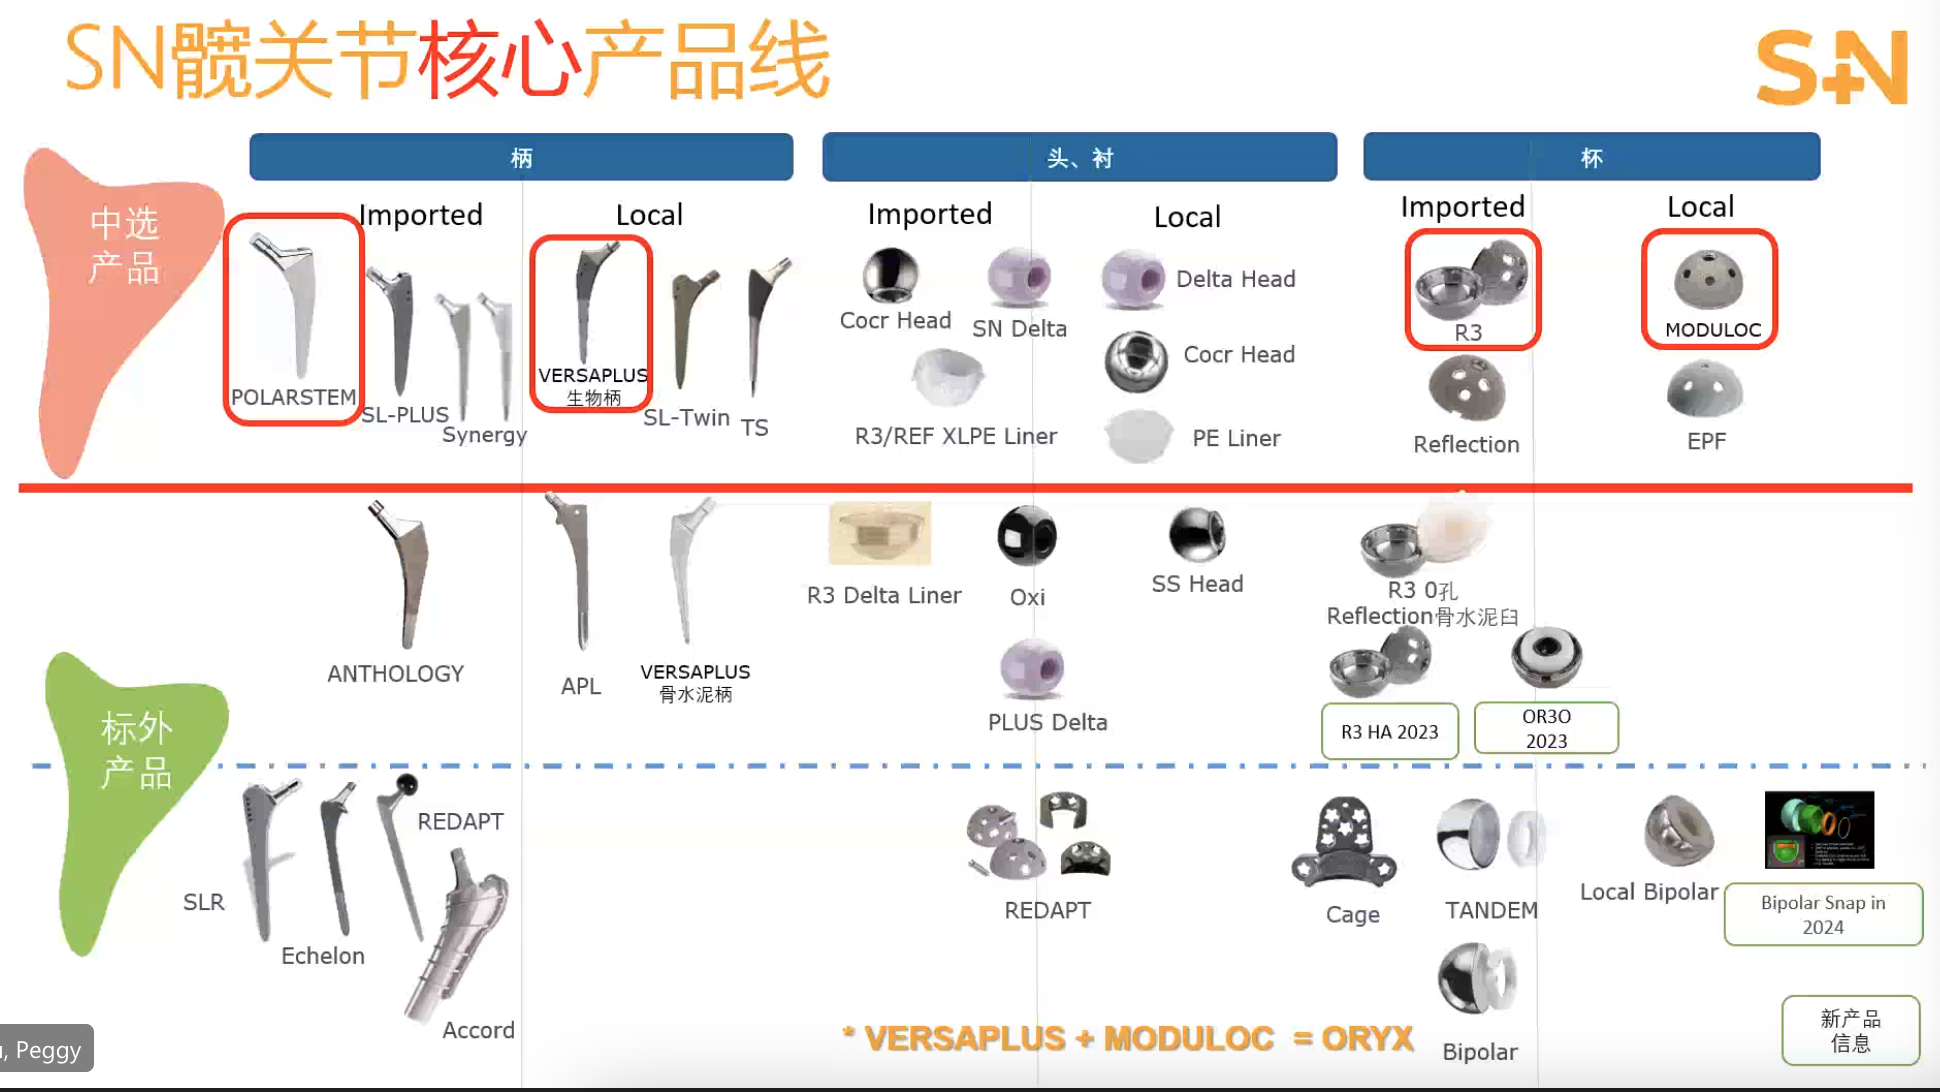 SN髋关节核心产品线
S+N
柄
头、衬
杯
中选
产品
Imported
Local
Imported
Local
Imported
Local
POLARSTEM
SL-PLUS
Synergy
VERSAPLUS
生物柄
SL-Twin
TS
Cocr Head
SN Delta
R3/REF XLPE Liner
Delta Head
Cocr Head
PE Liner
R3
Reflection
MODULOC
EPF
标外
产品
ANTHOLOGY
APL
VERSAPLUS
骨水泥柄
R3 Delta Liner
Oxi
PLUS Delta
SS Head
R3 0孔
Reflection骨水泥臼
R3 HA 2023
OR3O
2023
SLR
Echelon
REDAPT
Accord
REDAPT
Cage
TANDEM
Bipolar
Local Bipolar
Bipolar Snap in
2024
* VERSAPLUS + MODULOC = ORYX
新产品
信息
, Peggy